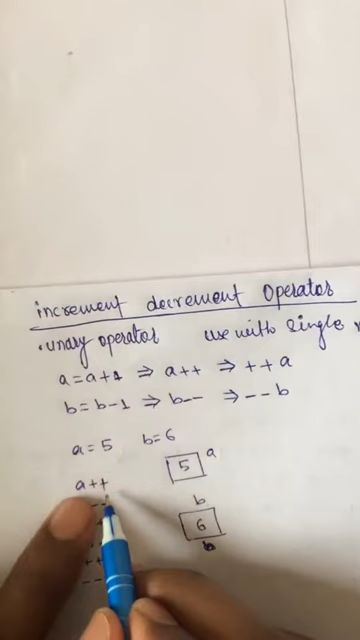 increment decrement Operator
. unary operator use with single
a=a+1 ⇒ a++ ⇒ ++a
b=b-1 ⇒ b-- ⇒ --b
a=5 b=6
5 a
a++
b
6
b